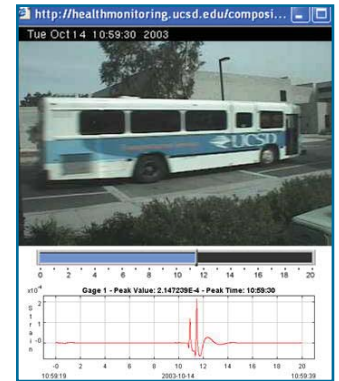 http://healthmonitoring.ucsd.edu/composi...
Tue Oct 14 10:59:30 2003
UCSD
0 2 4 6 8 10 12 14 16 18 20
Gage 1 - Peak Value: 2.147239E-4 - Peak Time: 10:59:30
x10^-4
Strain
2
1
-0
-0 2 4 6 8 10 12 14 16 18 20
10:59:19 2003-10-14 10:59:39